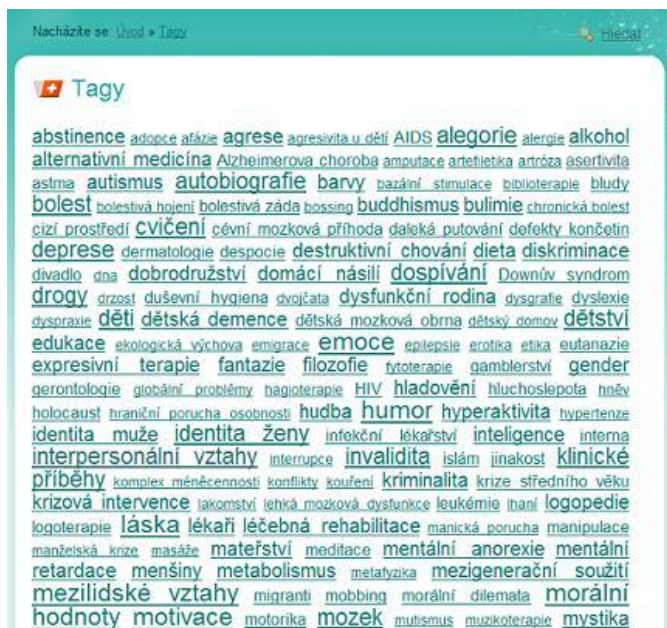 Nacházíte se: Úvod » Tagy
Hledat
Tagy
abstinence adopce afázie agrese agresivita u dětí AIDS alegorie alergie alkohol
alternativní medicína Alzheimerova choroba amputace artefiletika artróza asertivita
astma autismus autobiografie barvy bazální stimulace biblioterapie bludy
bolest bolestivá hojení bolestivá záda bossing buddhismus bulimie chronická bolest
cizí prostředí cvičení cévní mozková příhoda daleká putování defekty končetin
deprese dermatologie despocie destruktivní chování dieta diskriminace
divadlo dna dobrodružství domácí násilí dospívání Downův syndrom
drogy drzost duševní hygiena dvojčata dysfunkční rodina dysgrafie dyslexie
dyspraxie děti dětská demence dětská mozková obrna dětský domov dětství
edukace ekologická výchova emigrace emoce epilepsie erotika etika eutanazie
expresivní terapie fantazie filozofie fytoterapie gamblerství gender
gerontologie globální problémy hagioterapie HIV hladovění hluchoslepota hněv
holocaust hraniční porucha osobnosti hudba humor hyperaktivita hypertenze
identita muže identita ženy infekční lékařství inteligence interna
interpersonální vztahy interrupce invalidita islám jinakost klinické
příběhy komplex méněcennosti konflikty kouření kriminalita krize středního věku
krizová intervence lakomství lehká mozková dysfunkce leukémie lhaní logopedie
logoterapie láska lékaři léčebná rehabilitace manická porucha manipulace
manželská krize masáže mateřství meditace mentální anorexie mentální
retardace menšiny metabolismus metafyzika mezigenerační soužití
mezilidské vztahy migranti mobbing morální dilemata morální
hodnoty motivace motorika mozek mutismus muzikoterapie mystika